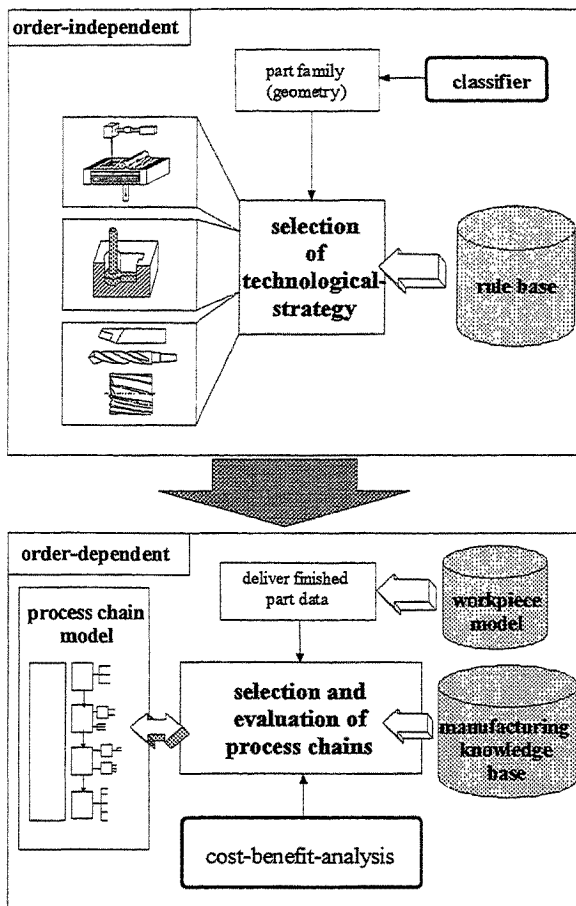 order-independent
part family
(geometry)
classifier
selection
of
technological-
strategy
rule base
order-dependent
process chain
model
deliver finished
part data
workpiece
model
selection and
evaluation of
process chains
manufacturing
knowledge
base
cost-benefit-analysis